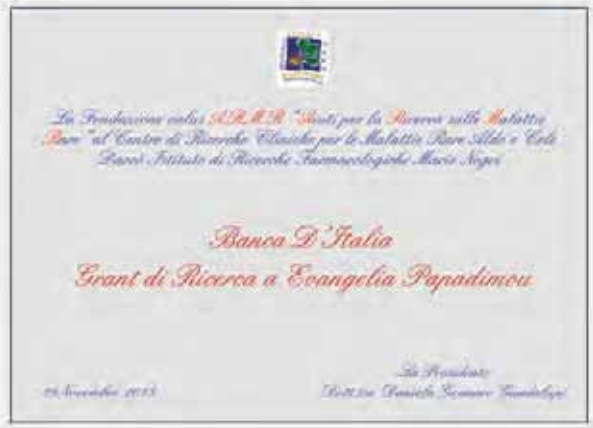 La Fondazione onlus A.R.M.R. "Aiuti per la Ricerca sulle Malattie
Rare" al Centro di Ricerche Cliniche per le Malattie Rare Aldo e Cele
Daccò Istituto di Ricerche Farmacologiche Mario Negri
Banca D'Italia
Grant di Ricerca a Evangelia Papadimou
La Presidente
Novembre Daniela Gennaro Guadalupi